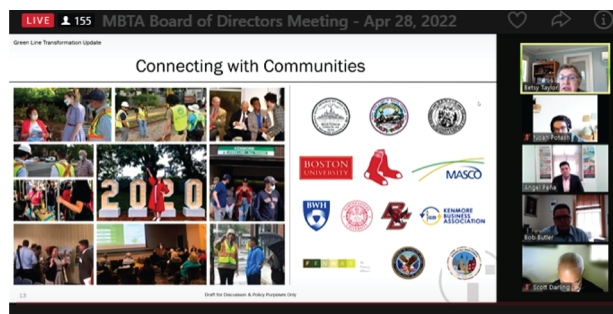 LIVE 155 MBTA Board of Directors Meeting - Apr 28, 2022
Green Line Transformation Update
Connecting with Communities
2020
BOSTON
UNIVERSITY
MASCO
BWH
KENMORE
BUSINESS
ASSOCIATION
Betsy Taylor
Noah Potash
Angel Peña
Bob Butler
Scott Darling
13
Draft for Discussion & Policy Purposes Only